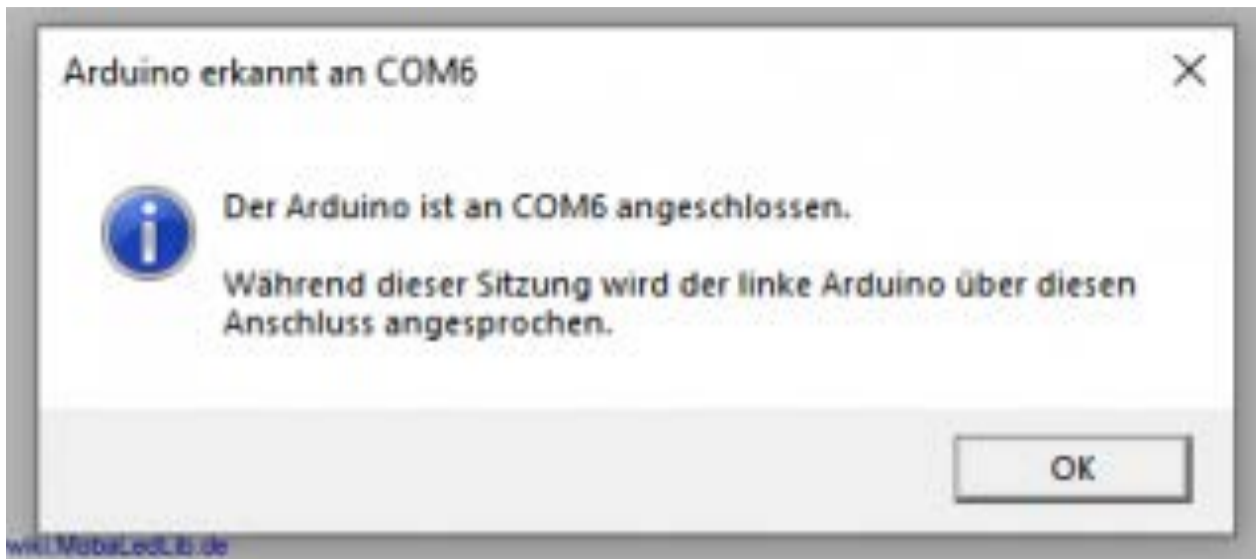 Arduino erkannt an COM6
Der Arduino ist an COM6 angeschlossen.
Während dieser Sitzung wird der linke Arduino über diesen
Anschluss angesprochen.
OK
wiki.MobaLedLib.de